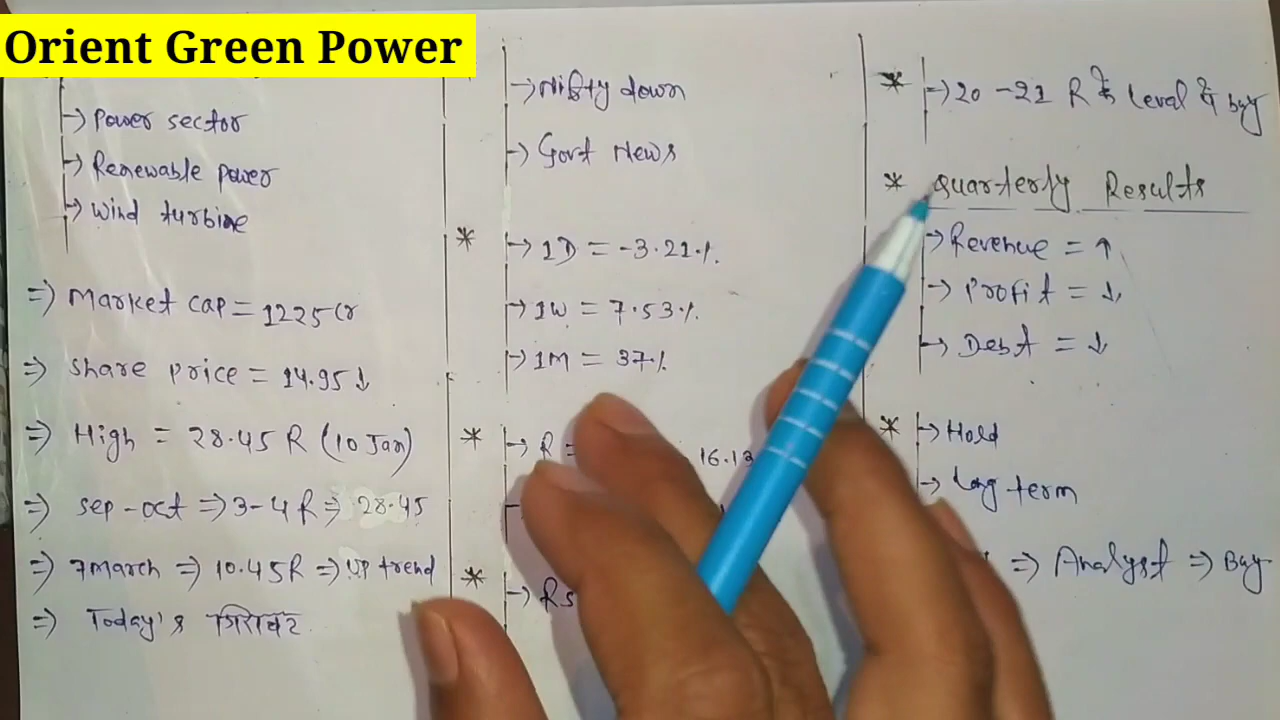 Orient Green Power
→ Power sector
→ Renewable power
→ Wind turbine
⇒ Market cap = 1225 Cr
⇒ Share price = 14.95 ↓
⇒ High = 28.45 R (10 Jan)
⇒ Sep-oct ⇒ 3-4 R ⇒ 28.45
⇒ 7 March ⇒ 10.45 R ⇒ Up trend
⇒ Today's गिरावट
→ Nifty down
→ Govt News
* → 1D = -3.21%
→ 1W = 7.53%
→ 1M = 37%
* → R = 16.13
* → Rs
* → 20-21 R के Level में buy
* Quarterly Results
→ Revenue = ↑
→ Profit = ↓
→ Debt = ↓
* → Hold
→ Long term
⇒ Analyst ⇒ Buy